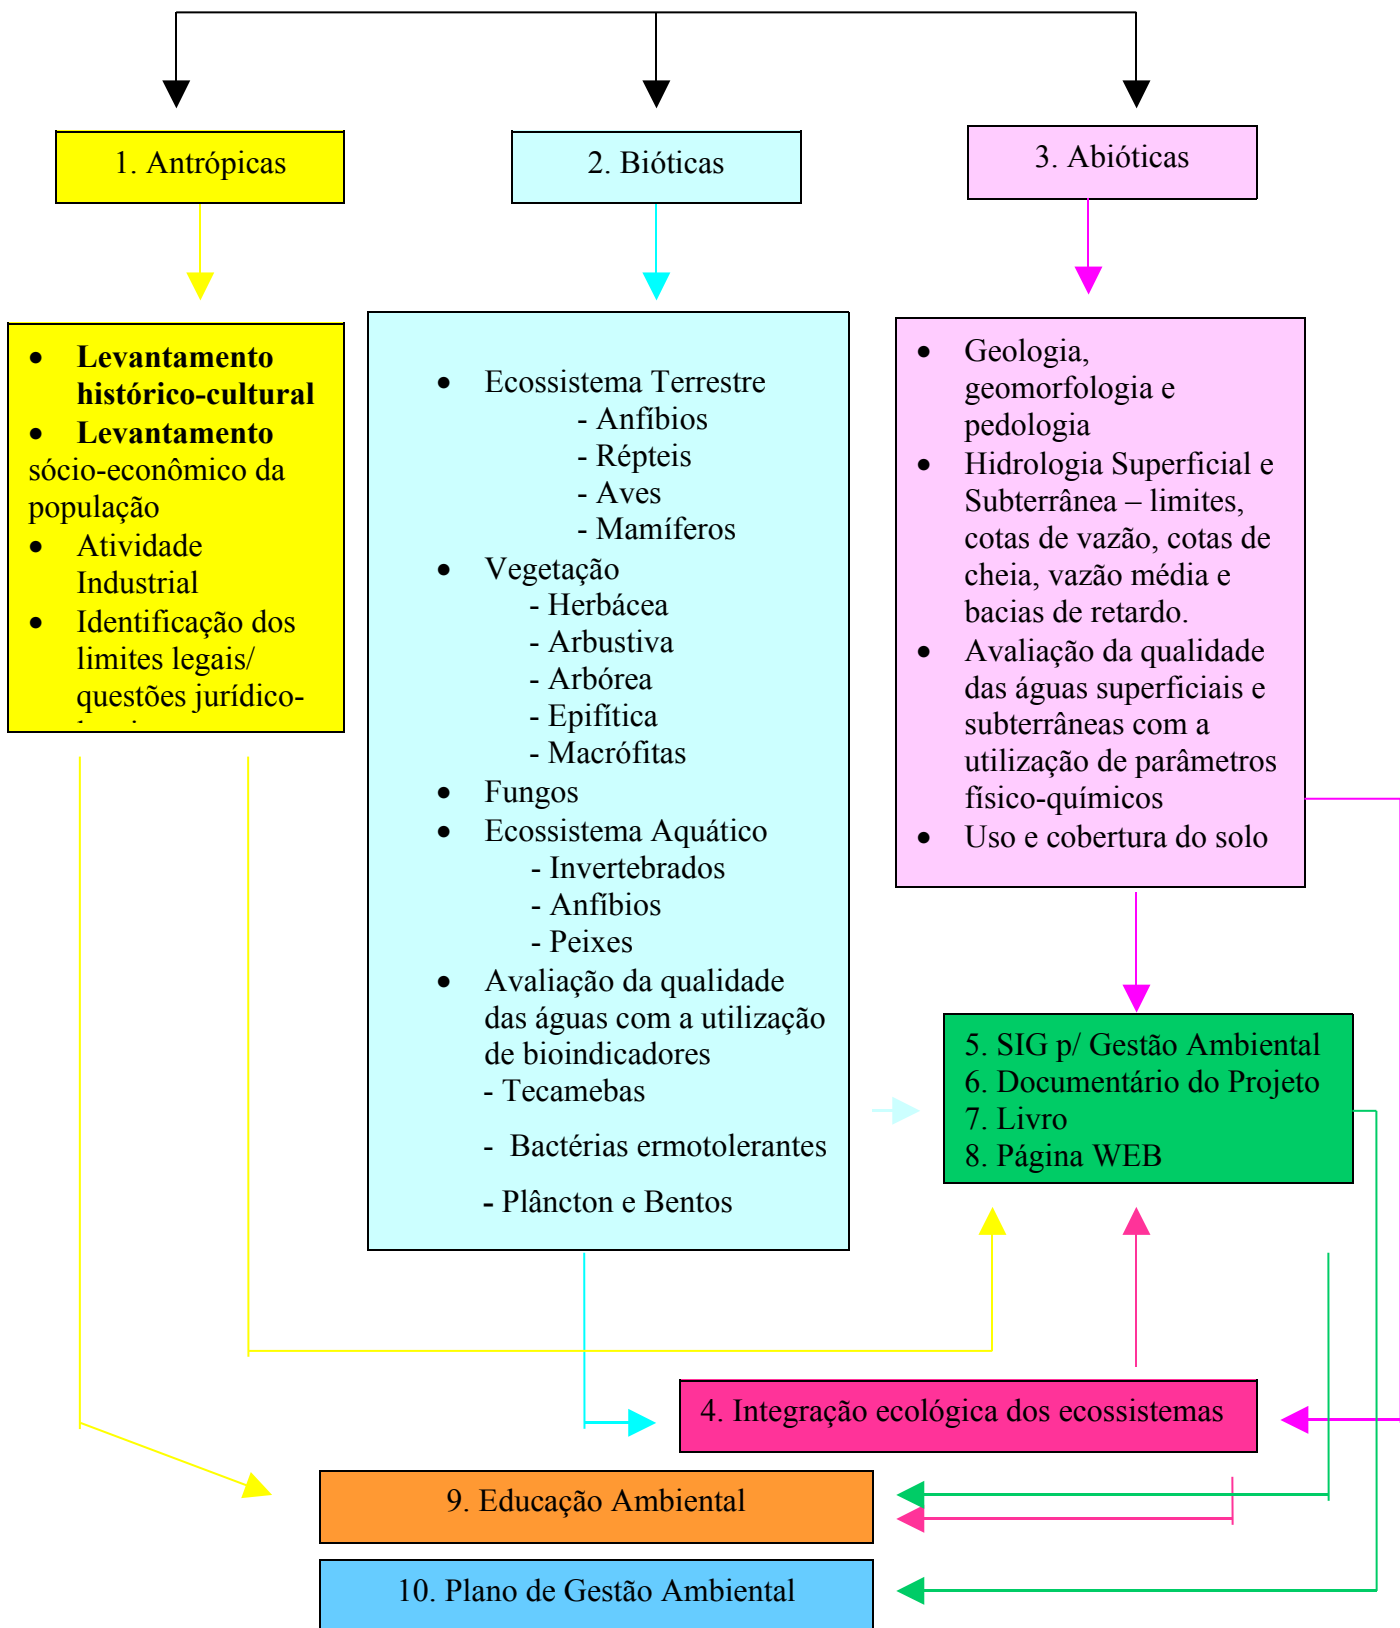 1. Antrópicas
2. Bióticas
3. Abióticas
• Levantamento
histórico-cultural
• Levantamento
sócio-econômico da
população
• Atividade
Industrial
• Identificação dos
limites legais/
questões jurídico-
• Ecossistema Terrestre
- Anfíbios
- Répteis
- Aves
- Mamíferos
• Vegetação
- Herbácea
- Arbustiva
- Arbórea
- Epifítica
- Macrófitas
• Fungos
• Ecossistema Aquático
- Invertebrados
- Anfíbios
- Peixes
• Avaliação da qualidade
das águas com a utilização
de bioindicadores
- Tecamebas
- Bactérias ermotolerantes
- Plâncton e Bentos
• Geologia,
geomorfologia e
pedologia
• Hidrologia Superficial e
Subterrânea – limites,
cotas de vazão, cotas de
cheia, vazão média e
bacias de retardo.
• Avaliação da qualidade
das águas superficiais e
subterrâneas com a
utilização de parâmetros
físico-químicos
• Uso e cobertura do solo
5. SIG p/ Gestão Ambiental
6. Documentário do Projeto
7. Livro
8. Página WEB
4. Integração ecológica dos ecossistemas
9. Educação Ambiental
10. Plano de Gestão Ambiental